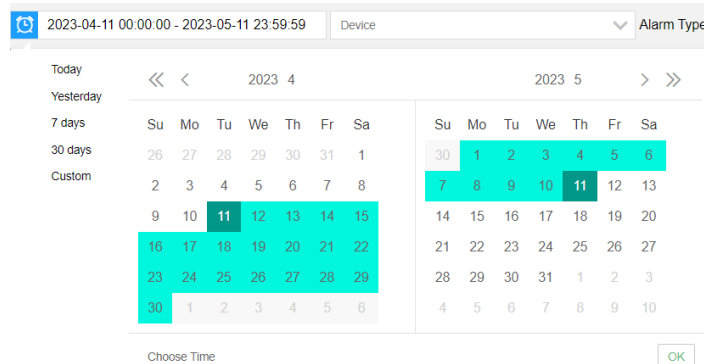 2023-04-11 00:00:00 - 2023-05-11 23:59:59 Device Alarm Type
Today
Yesterday
7 days
30 days
Custom
2023 4
Su Mo Tu We Th Fr Sa
26 27 28 29 30 31 1
2 3 4 5 6 7 8
9 10 11 12 13 14 15
16 17 18 19 20 21 22
23 24 25 26 27 28 29
30 1 2 3 4 5 6
2023 5
Su Mo Tu We Th Fr Sa
30 1 2 3 4 5 6
7 8 9 10 11 12 13
14 15 16 17 18 19 20
21 22 23 24 25 26 27
28 29 30 31 1 2 3
4 5 6 7 8 9 10
Choose Time OK